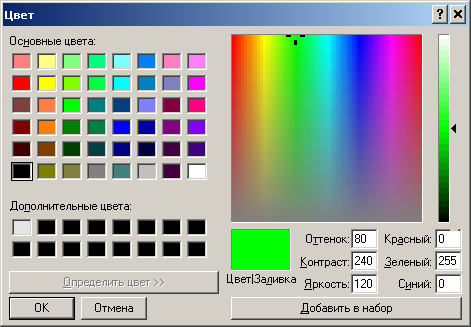 Цвет
Основные цвета:
Дополнительные цвета:
Определить цвет >>
ОК
Отмена
Цвет|Заливка
Оттенок: 80
Контраст: 240
Яркость: 120
Красный: 0
Зеленый: 255
Синий: 0
Добавить в набор